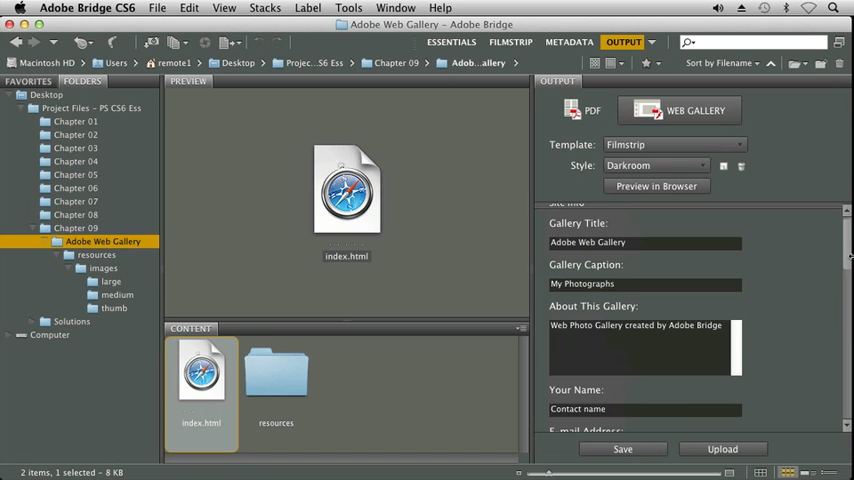 Adobe Bridge CS6 File Edit View Stacks Label Tools Window Help
Adobe Web Gallery – Adobe Bridge
ESSENTIALS FILMSTRIP METADATA OUTPUT
Macintosh HD Users remote1 Desktop Projec...S6 Ess Chapter 09 Adob...allery Sort by Filename
FAVORITES FOLDERS PREVIEW OUTPUT
Desktop
Project Files - PS CS6 Ess
Chapter 01
Chapter 02
Chapter 03
Chapter 04
Chapter 05
Chapter 06
Chapter 07
Chapter 08
Chapter 09
Adobe Web Gallery
resources
images
large
medium
thumb
Solutions
Computer
index.html
CONTENT
index.html resources
PDF WEB GALLERY
Template: Filmstrip
Style: Darkroom
Preview in Browser
Site Info
Gallery Title:
Adobe Web Gallery
Gallery Caption:
My Photographs
About This Gallery:
Web Photo Gallery created by Adobe Bridge
Your Name:
Contact name
E-mail Address:
Save Upload
2 items, 1 selected - 8 KB